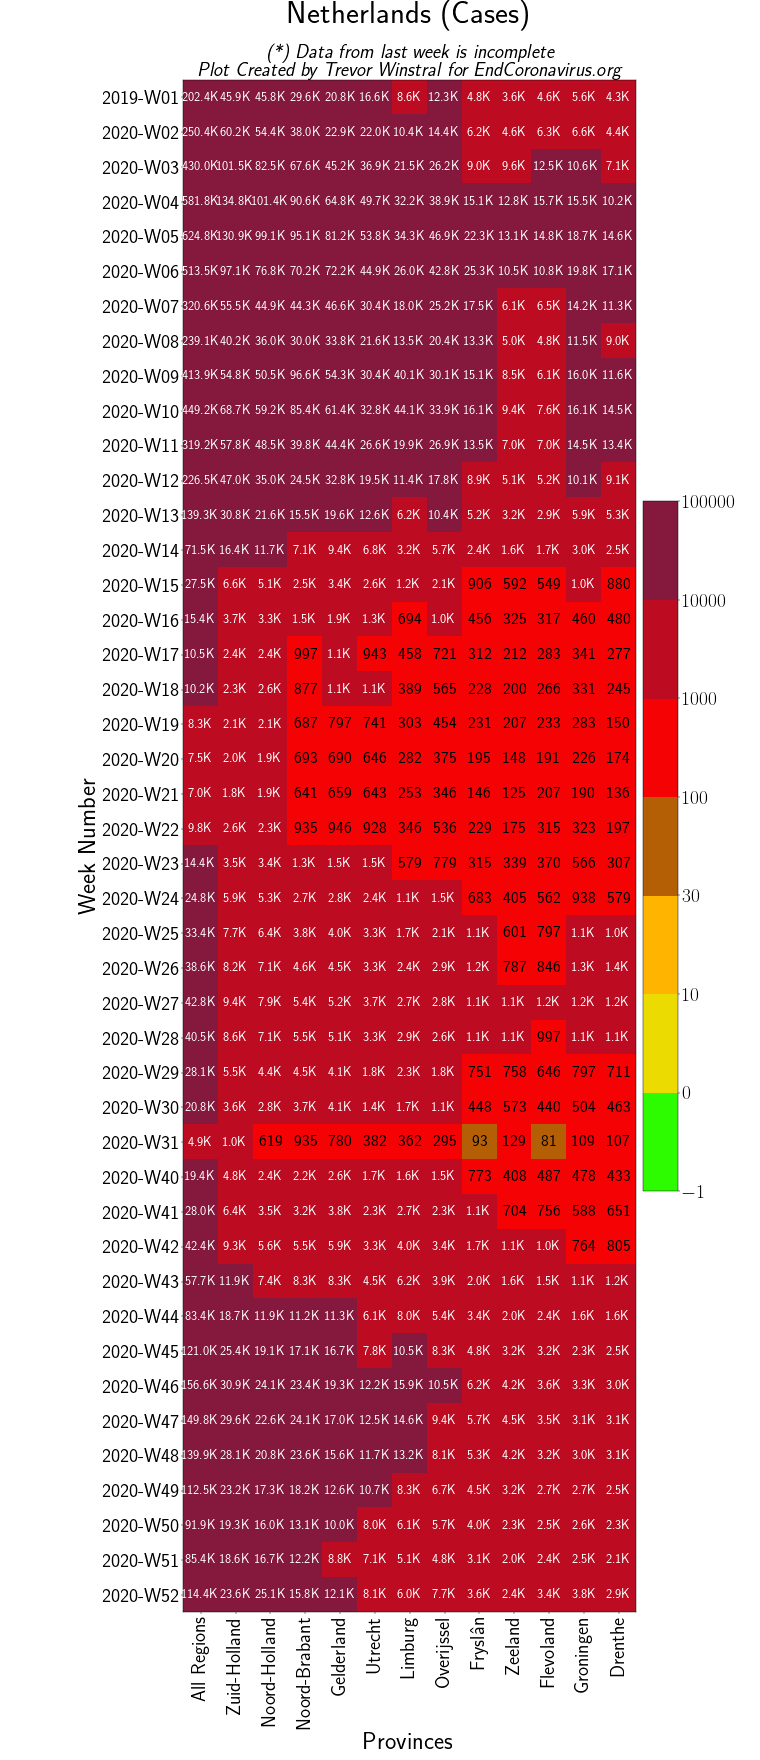 Netherlands (Cases)
(*) Data from last week is incomplete
Plot Created by Trevor Winstral for EndCoronavirus.org
2019-W01 202.4K 45.9K 45.8K 29.6K 20.8K 16.6K 8.6K 12.3K 4.8K 3.6K 4.6K 5.6K 4.3K
2020-W02 250.4K 60.2K 54.4K 38.0K 22.9K 22.0K 10.4K 14.4K 6.2K 4.6K 6.3K 6.6K 4.4K
2020-W03 430.0K 101.5K 82.5K 67.6K 45.2K 36.9K 21.5K 26.2K 9.0K 9.6K 12.5K 10.6K 7.1K
2020-W04 581.8K 134.8K 101.4K 90.6K 64.8K 49.7K 32.2K 38.9K 15.1K 12.8K 15.7K 15.5K 10.2K
2020-W05 624.8K 130.9K 99.1K 95.1K 81.2K 53.8K 34.3K 46.9K 22.3K 13.1K 14.8K 18.7K 14.6K
2020-W06 513.5K 97.1K 76.8K 70.2K 72.2K 44.9K 26.0K 42.8K 25.3K 10.5K 10.8K 19.8K 17.1K
2020-W07 320.6K 55.5K 44.9K 44.3K 46.6K 30.4K 18.0K 25.2K 17.5K 6.1K 6.5K 14.2K 11.3K
2020-W08 239.1K 40.2K 36.0K 30.0K 33.8K 21.6K 13.5K 20.4K 13.3K 5.0K 4.8K 11.5K 9.0K
2020-W09 413.9K 54.8K 50.5K 96.6K 54.3K 30.4K 40.1K 30.1K 15.1K 8.5K 6.1K 16.0K 11.6K
2020-W10 449.2K 68.7K 59.2K 85.4K 61.4K 32.8K 44.1K 33.9K 16.1K 9.4K 7.6K 16.1K 14.5K
2020-W11 319.2K 57.8K 48.5K 39.8K 44.4K 26.6K 19.9K 26.9K 13.5K 7.0K 7.0K 14.5K 13.4K
2020-W12 226.5K 47.0K 35.0K 24.5K 32.8K 19.5K 11.4K 17.8K 8.9K 5.1K 5.2K 10.1K 9.1K
2020-W13 139.3K 30.8K 21.6K 15.5K 19.6K 12.6K 6.2K 10.4K 5.2K 3.2K 2.9K 5.9K 5.3K
2020-W14 71.5K 16.4K 11.7K 7.1K 9.4K 6.8K 3.2K 5.7K 2.4K 1.6K 1.7K 3.0K 2.5K
2020-W15 27.5K 6.6K 5.1K 2.5K 3.4K 2.6K 1.2K 2.1K 906 592 549 1.0K 880
2020-W16 15.4K 3.7K 3.3K 1.5K 1.9K 1.3K 694 1.0K 456 325 317 460 480
2020-W17 10.5K 2.4K 2.4K 997 1.1K 943 458 721 312 212 283 341 277
2020-W18 10.2K 2.3K 2.6K 877 1.1K 1.1K 389 565 228 200 266 331 245
2020-W19 8.3K 2.1K 2.1K 687 797 741 303 454 231 207 233 283 150
2020-W20 7.5K 2.0K 1.9K 693 690 646 282 375 195 148 191 226 174
2020-W21 7.0K 1.8K 1.9K 641 659 643 253 346 146 125 207 190 136
2020-W22 9.8K 2.6K 2.3K 935 946 928 346 536 229 175 315 323 197
2020-W23 14.4K 3.5K 3.4K 1.3K 1.5K 1.5K 579 779 315 339 370 566 307
2020-W24 24.8K 5.9K 5.3K 2.7K 2.8K 2.4K 1.1K 1.5K 683 405 562 938 579
2020-W25 33.4K 7.7K 6.4K 3.8K 4.0K 3.3K 1.7K 2.1K 1.1K 601 797 1.1K 1.0K
2020-W26 38.6K 8.2K 7.1K 4.6K 4.5K 3.3K 2.4K 2.9K 1.2K 787 846 1.3K 1.4K
2020-W27 42.8K 9.4K 7.9K 5.4K 5.2K 3.7K 2.7K 2.8K 1.1K 1.1K 1.2K 1.2K 1.2K
2020-W28 40.5K 8.6K 7.1K 5.5K 5.1K 3.3K 2.9K 2.6K 1.1K 1.1K 997 1.1K 1.1K
2020-W29 28.1K 5.5K 4.4K 4.5K 4.1K 1.8K 2.3K 1.8K 751 758 646 797 711
2020-W30 20.8K 3.6K 2.8K 3.7K 4.1K 1.4K 1.7K 1.1K 448 573 440 504 463
2020-W31 4.9K 1.0K 619 935 780 382 362 295 93 129 81 109 107
2020-W40 19.4K 4.8K 2.4K 2.2K 2.6K 1.7K 1.6K 1.5K 773 408 487 478 433
2020-W41 28.0K 6.4K 3.5K 3.2K 3.8K 2.3K 2.7K 2.3K 1.1K 704 756 588 651
2020-W42 42.4K 9.3K 5.6K 5.5K 5.9K 3.3K 4.0K 3.4K 1.7K 1.1K 1.0K 764 805
2020-W43 57.7K 11.9K 7.4K 8.3K 8.3K 4.5K 6.2K 3.9K 2.0K 1.6K 1.5K 1.1K 1.2K
2020-W44 83.4K 18.7K 11.9K 11.2K 11.3K 6.1K 8.0K 5.4K 3.4K 2.0K 2.4K 1.6K 1.6K
2020-W45 121.0K 25.4K 19.1K 17.1K 16.7K 7.8K 10.5K 8.3K 4.8K 3.2K 3.2K 2.3K 2.5K
2020-W46 156.6K 30.9K 24.1K 23.4K 19.3K 12.2K 15.9K 10.5K 6.2K 4.2K 3.6K 3.3K 3.0K
2020-W47 149.8K 29.6K 22.6K 24.1K 17.0K 12.5K 14.6K 9.4K 5.7K 4.5K 3.5K 3.1K 3.1K
2020-W48 139.9K 28.1K 20.8K 23.6K 15.6K 11.7K 13.2K 8.1K 5.3K 4.2K 3.2K 3.0K 3.1K
2020-W49 112.5K 23.2K 17.3K 18.2K 12.6K 10.7K 8.3K 6.7K 4.5K 3.2K 2.7K 2.7K 2.5K
2020-W50 91.9K 19.3K 16.0K 13.1K 10.0K 8.0K 6.1K 5.7K 4.0K 2.3K 2.5K 2.6K 2.3K
2020-W51 85.4K 18.6K 16.7K 12.2K 8.8K 7.1K 5.1K 4.8K 3.1K 2.0K 2.4K 2.5K 2.1K
2020-W52 114.4K 23.6K 25.1K 15.8K 12.1K 8.1K 6.0K 7.7K 3.6K 2.4K 3.4K 3.8K 2.9K
Week Number
All Regions
Zuid-Holland
Noord-Holland
Noord-Brabant
Gelderland
Utrecht
Limburg
Overijssel
Fryslân
Zeeland
Flevoland
Groningen
Drenthe
Provinces
100000
10000
1000
100
30
10
0
−1